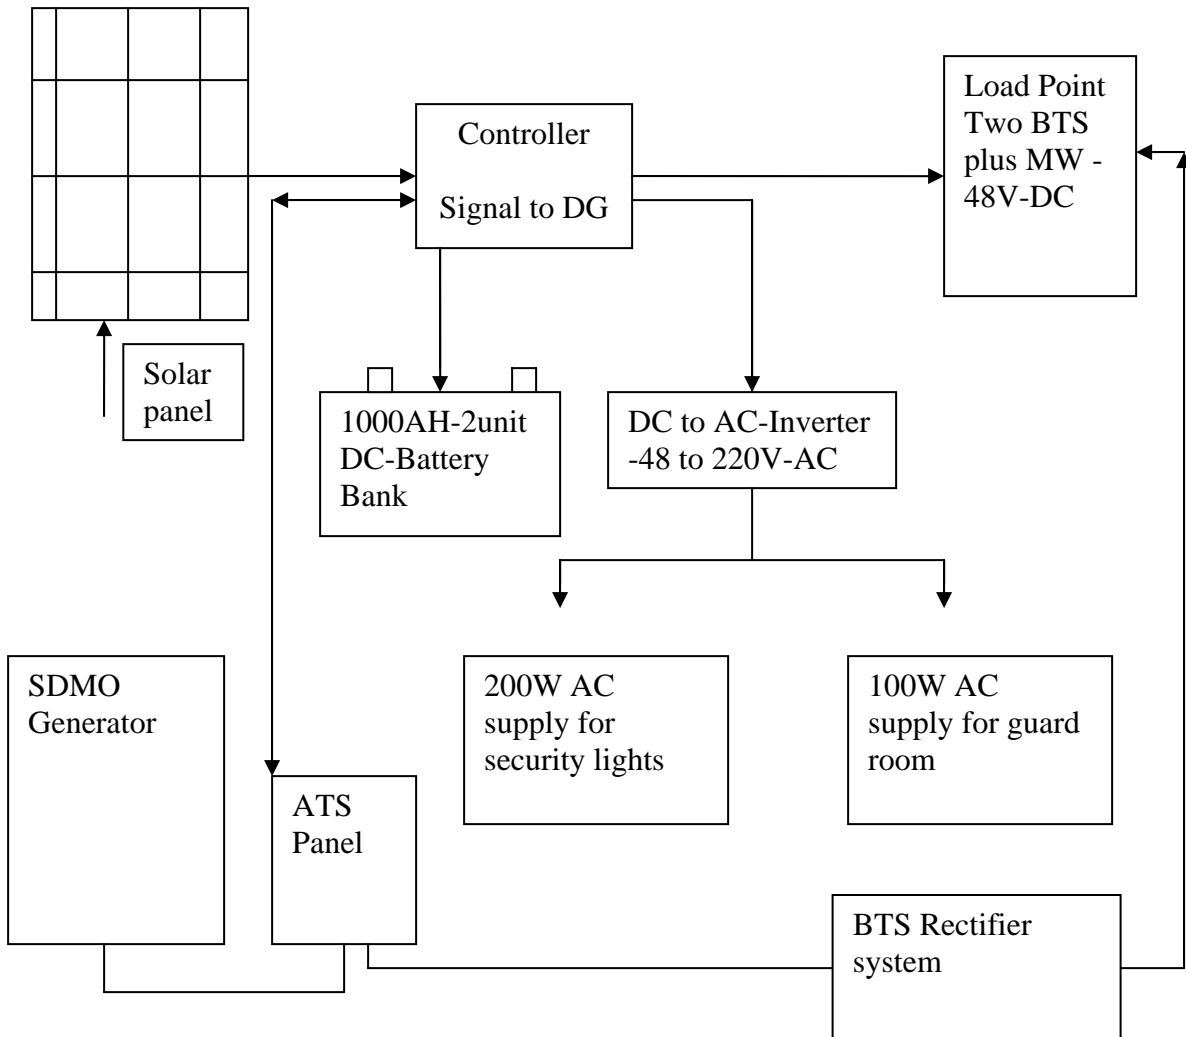 Controller
Signal to DG
Load Point
Two BTS
plus MW -
48V-DC
Solar
panel
1000AH-2unit
DC-Battery
Bank
DC to AC-Inverter
-48 to 220V-AC
SDMO
Generator
200W AC
supply for
security lights
100W AC
supply for guard
room
ATS
Panel
BTS Rectifier
system